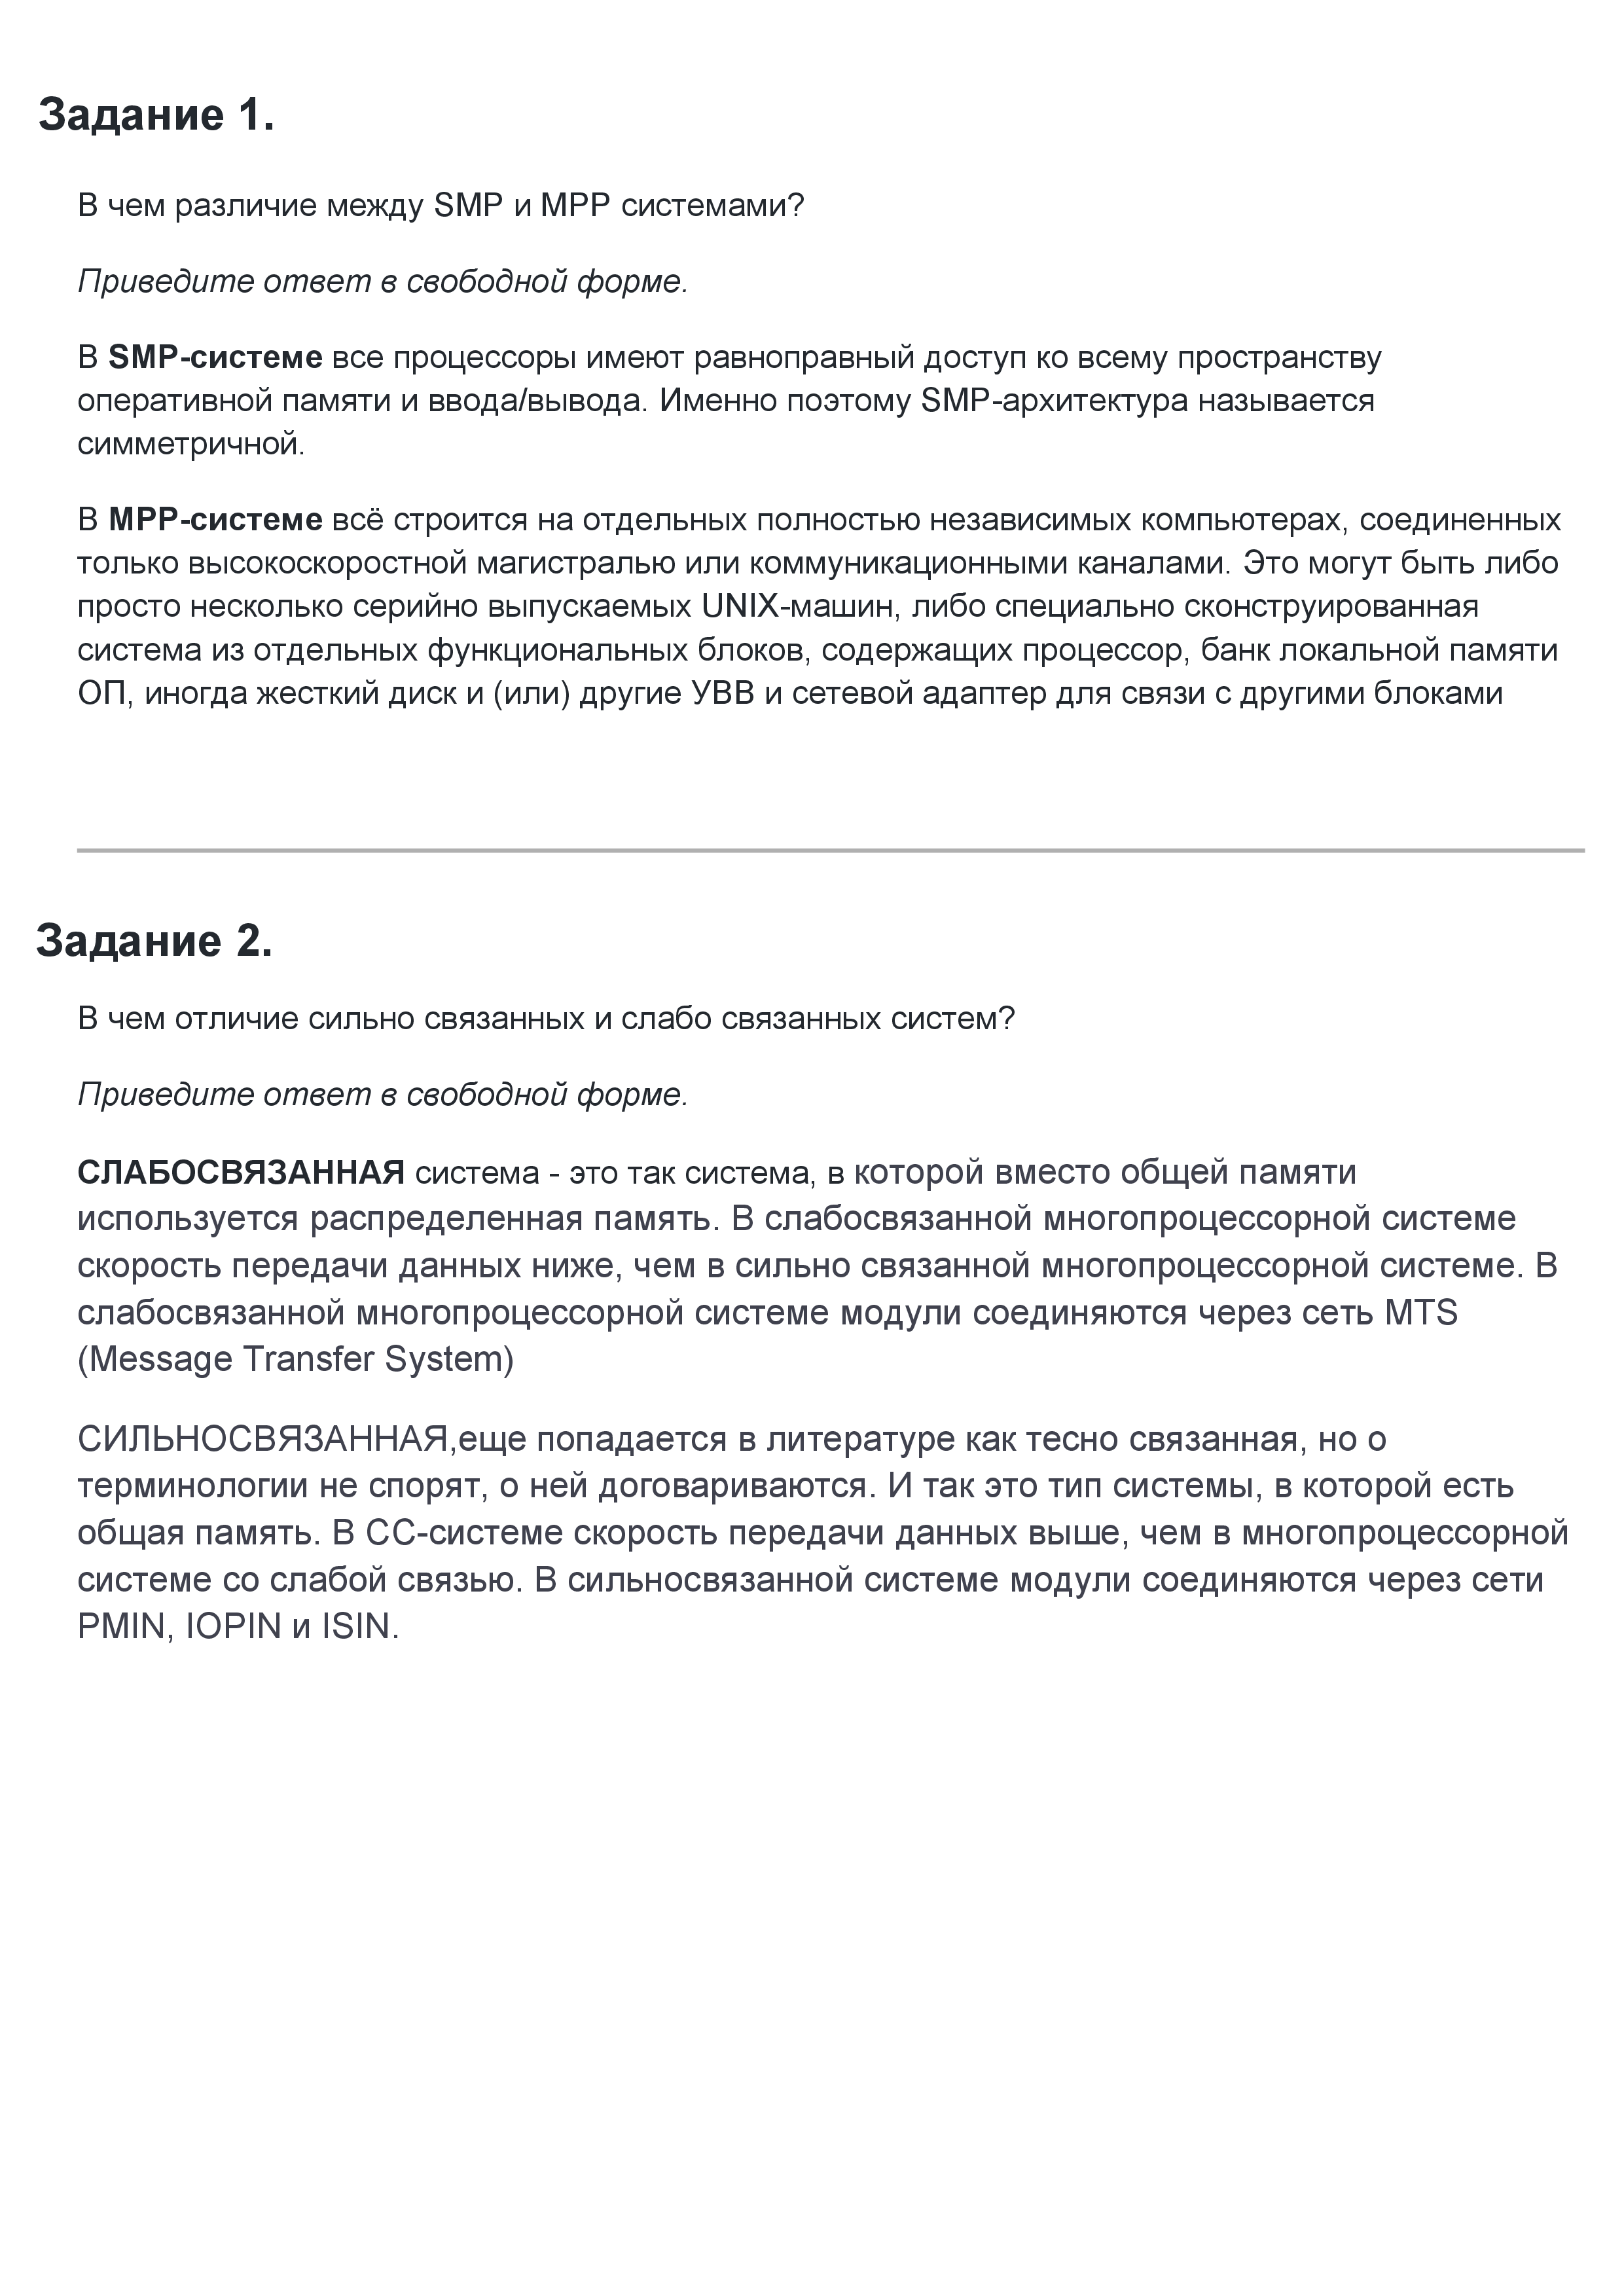 Задание 1.
В чем различие между SMP и MPP системами?
Приведите ответ в свободной форме.
В SMP-системе все процессоры имеют равноправный доступ ко всему пространству
оперативной памяти и ввода/вывода. Именно поэтому SMP-архитектура называется
симметричной.
В MPP-системе всё строится на отдельных полностью независимых компьютерах, соединенных
только высокоскоростной магистралью или коммуникационными каналами. Это могут быть либо
просто несколько серийно выпускаемых UNIX-машин, либо специально сконструированная
система из отдельных функциональных блоков, содержащих процессор, банк локальной памяти
ОП, иногда жесткий диск и (или) другие УВВ и сетевой адаптер для связи с другими блоками
Задание 2.
В чем отличие сильно связанных и слабо связанных систем?
Приведите ответ в свободной форме.
СЛАБОСВЯЗАННАЯ система - это так система, в которой вместо общей памяти
используется распределенная память. В слабосвязанной многопроцессорной системе
скорость передачи данных ниже, чем в сильно связанной многопроцессорной системе. В
слабосвязанной многопроцессорной системе модули соединяются через сеть MTS
(Message Transfer System)
СИЛЬНОСВЯЗАННАЯ,еще попадается в литературе как тесно связанная, но о
терминологии не спорят, о ней договариваются. И так это тип системы, в которой есть
общая память. В СС-системе скорость передачи данных выше, чем в многопроцессорной
системе со слабой связью. В сильносвязанной системе модули соединяются через сети
PMIN, IOPIN и ISIN.